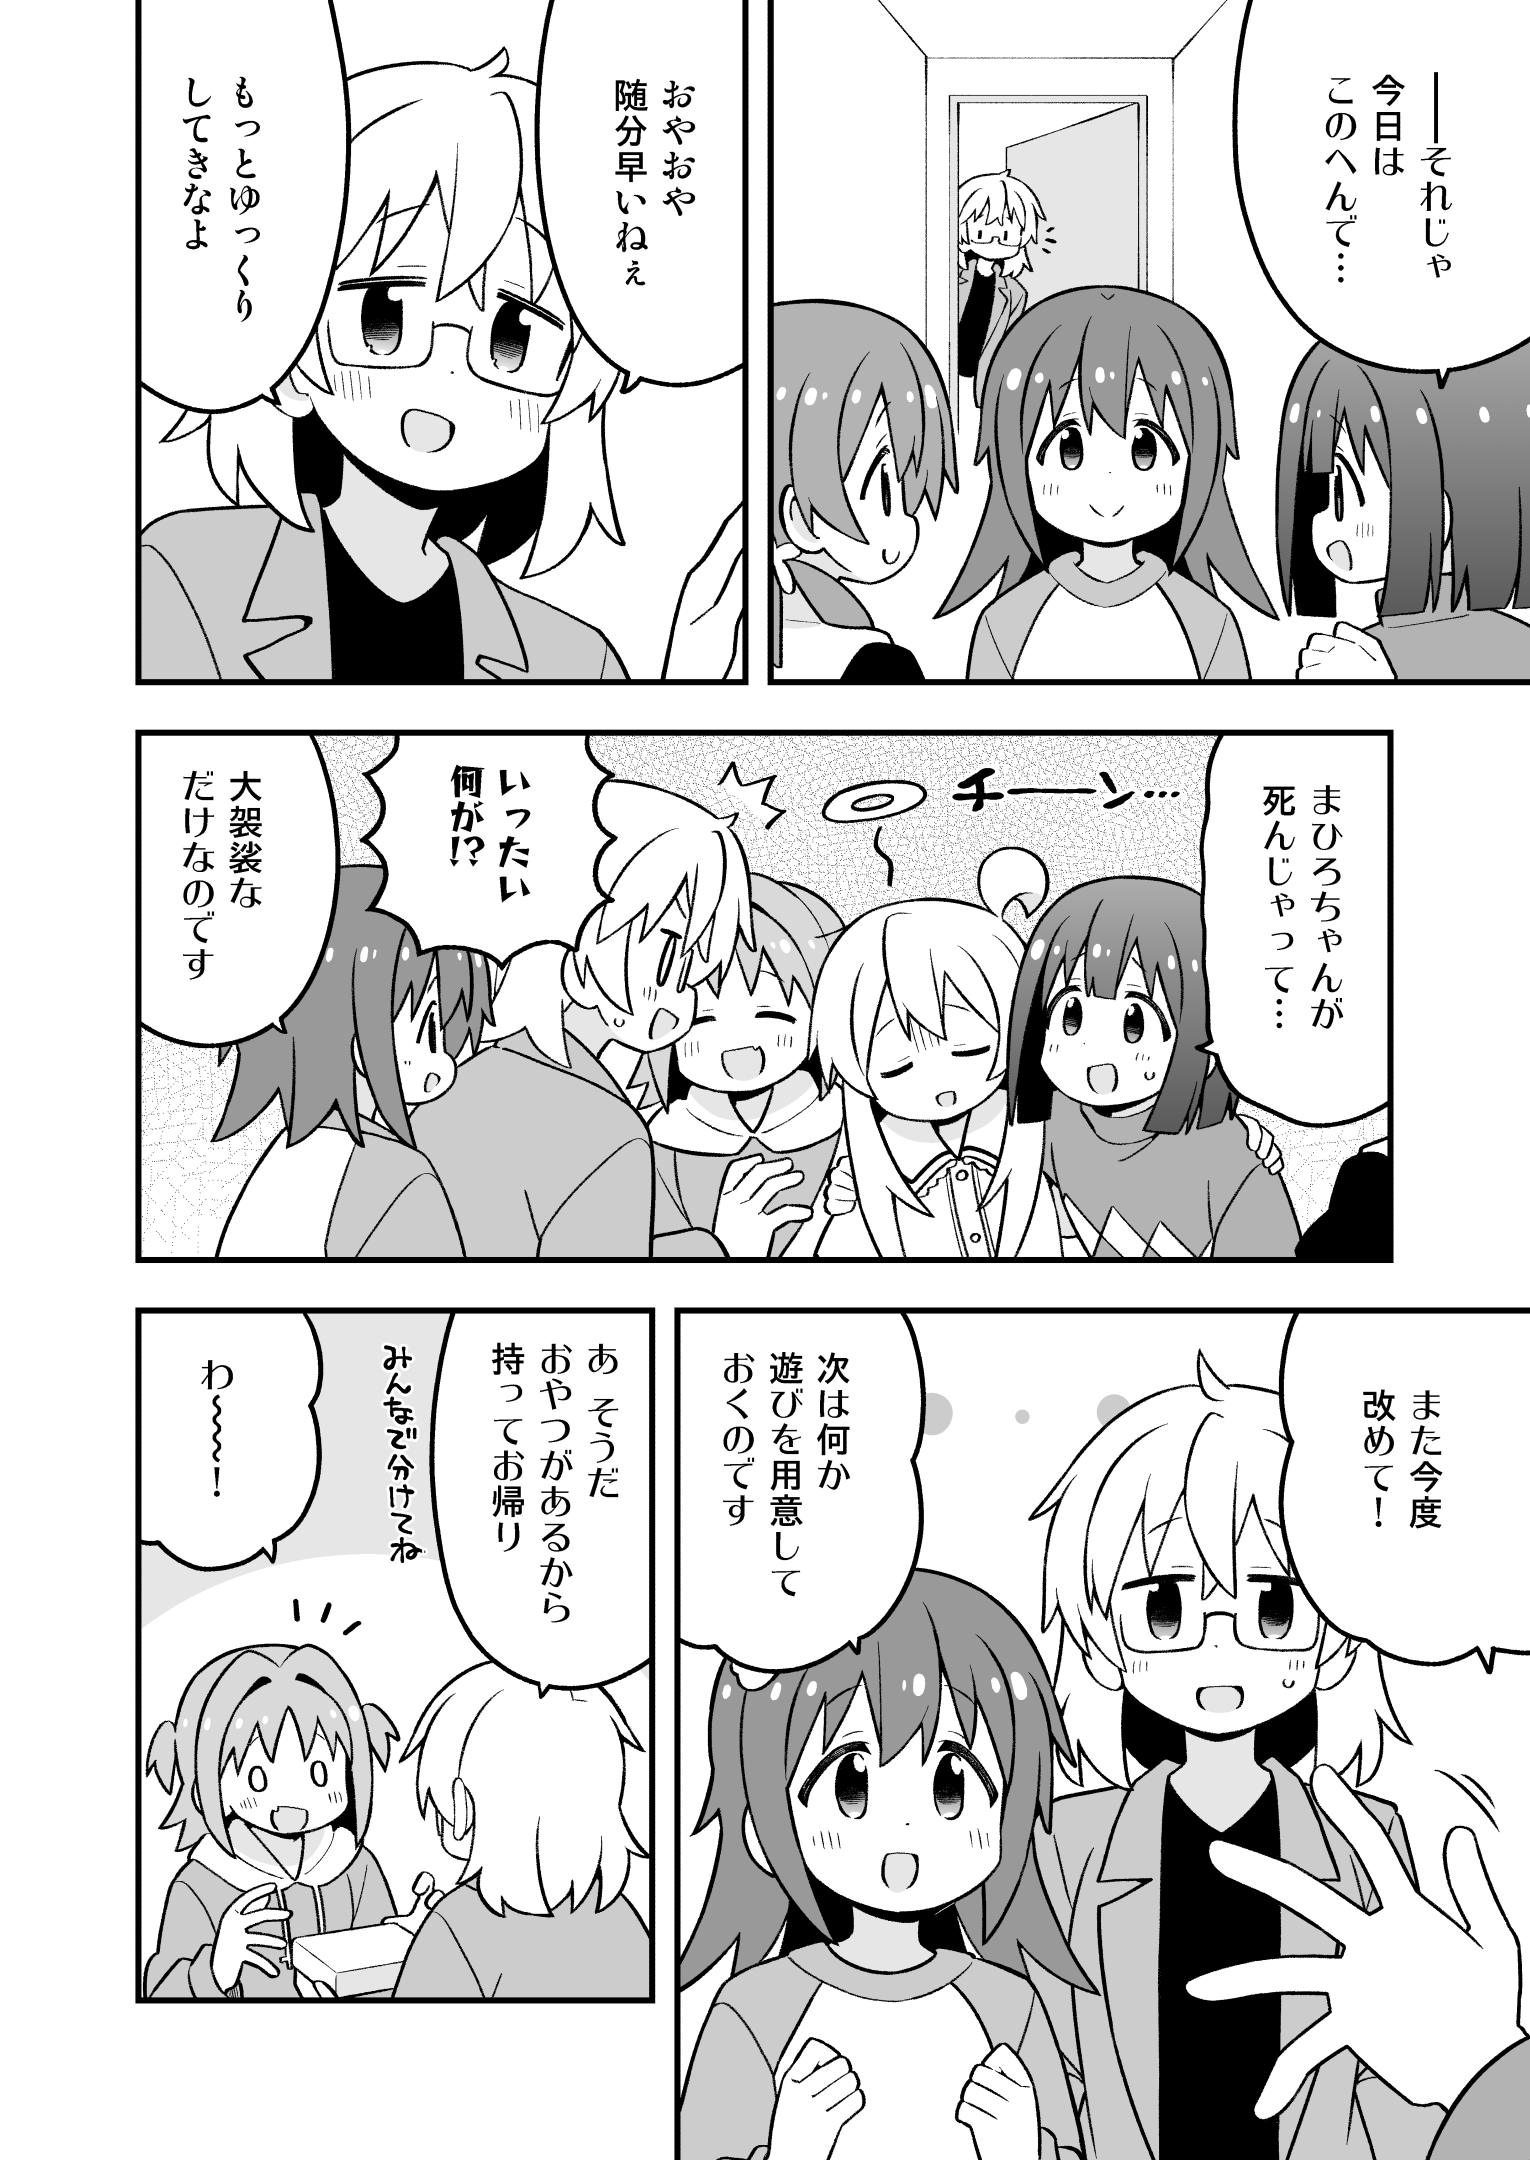 ──それじゃ
今日は
このへんで…
おやおや
随分早いねぇ
もっとゆっくり
してきなよ
まひろちゃんが
死んじゃって…
チーン…
いったい
何が!?
大袈裟な
だけなのです
また今度
改めて!
次は何か
遊びを用意して
おくのです
あ そうだ
おやつがあるから
持ってお帰り
みんなで分けてね
わ〜〜〜!